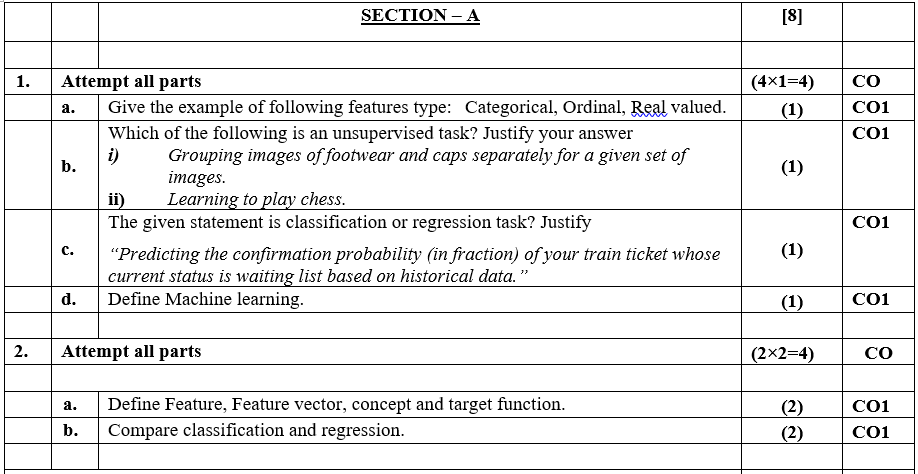 SECTION – A [8]
1. Attempt all parts (4×1=4) CO
a. Give the example of following features type: Categorical, Ordinal, Real valued. (1) CO1
b. Which of the following is an unsupervised task? Justify your answer (1) CO1
i) Grouping images of footwear and caps separately for a given set of
images.
ii) Learning to play chess.
c. The given statement is classification or regression task? Justify (1) CO1
“Predicting the confirmation probability (in fraction) of your train ticket whose
current status is waiting list based on historical data.”
d. Define Machine learning. (1) CO1
2. Attempt all parts (2×2=4) CO
a. Define Feature, Feature vector, concept and target function. (2) CO1
b. Compare classification and regression. (2) CO1